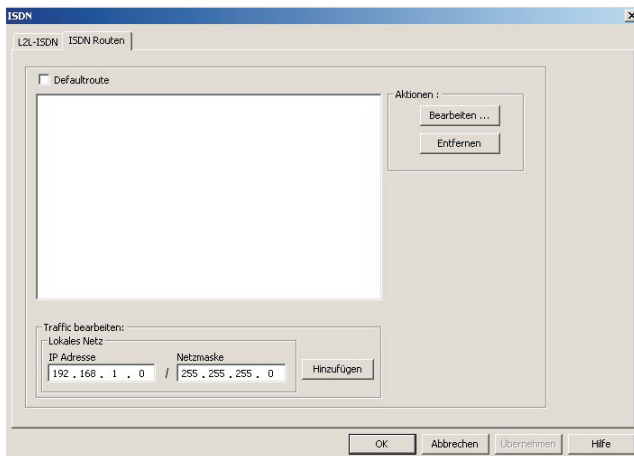 ISDN
L2L-ISDN ISDN Routen
Defaultroute
Aktionen :
Bearbeiten ...
Entfernen
Traffic bearbeiten:
Lokales Netz
IP Adresse Netzmaske
192 . 168 . 1 . 0 / 255 . 255 . 255 . 0 Hinzufügen
OK Abbrechen Übernehmen Hilfe